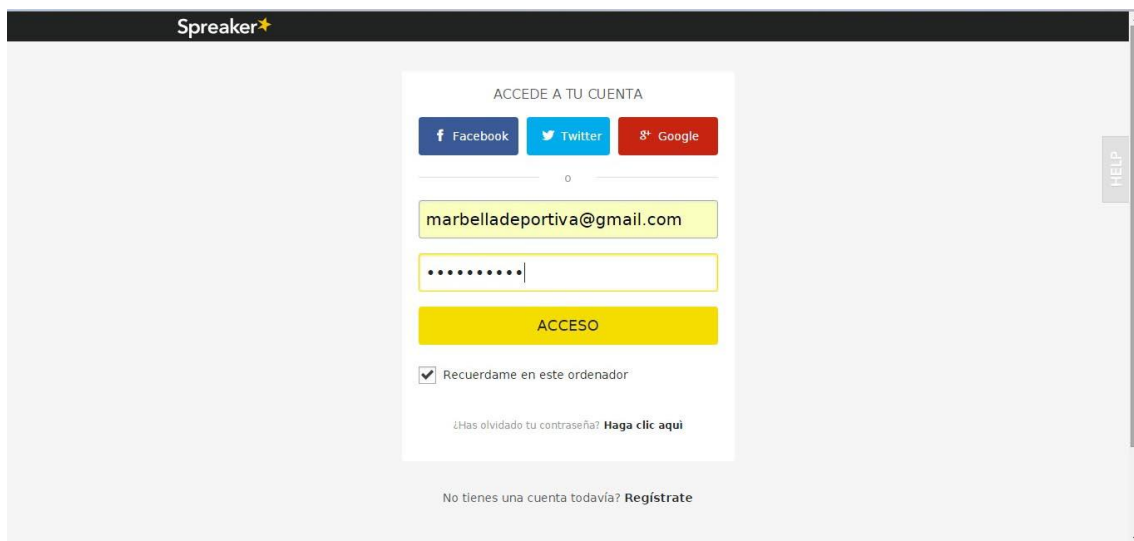 Spreaker
ACCEDE A TU CUENTA
Facebook Twitter Google
o
marbelladeportiva@gmail.com
••••••••••
ACCESO
Recuerdame en este ordenador
¿Has olvidado tu contraseña? Haga clic aquì
No tienes una cuenta todavía? Regístrate
HELP